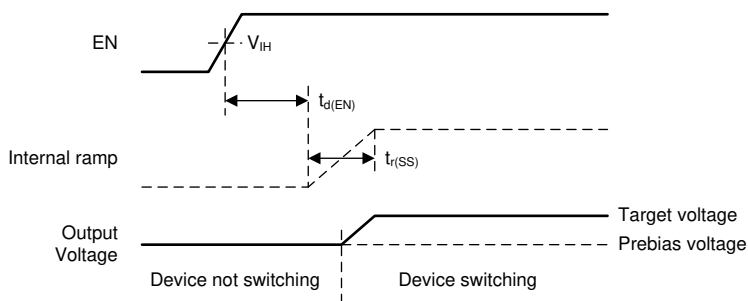 EN
V_IH
t_d(EN)
Internal ramp
t_r(SS)
Target voltage
Output
Voltage
Prebias voltage
Device not switching
Device switching